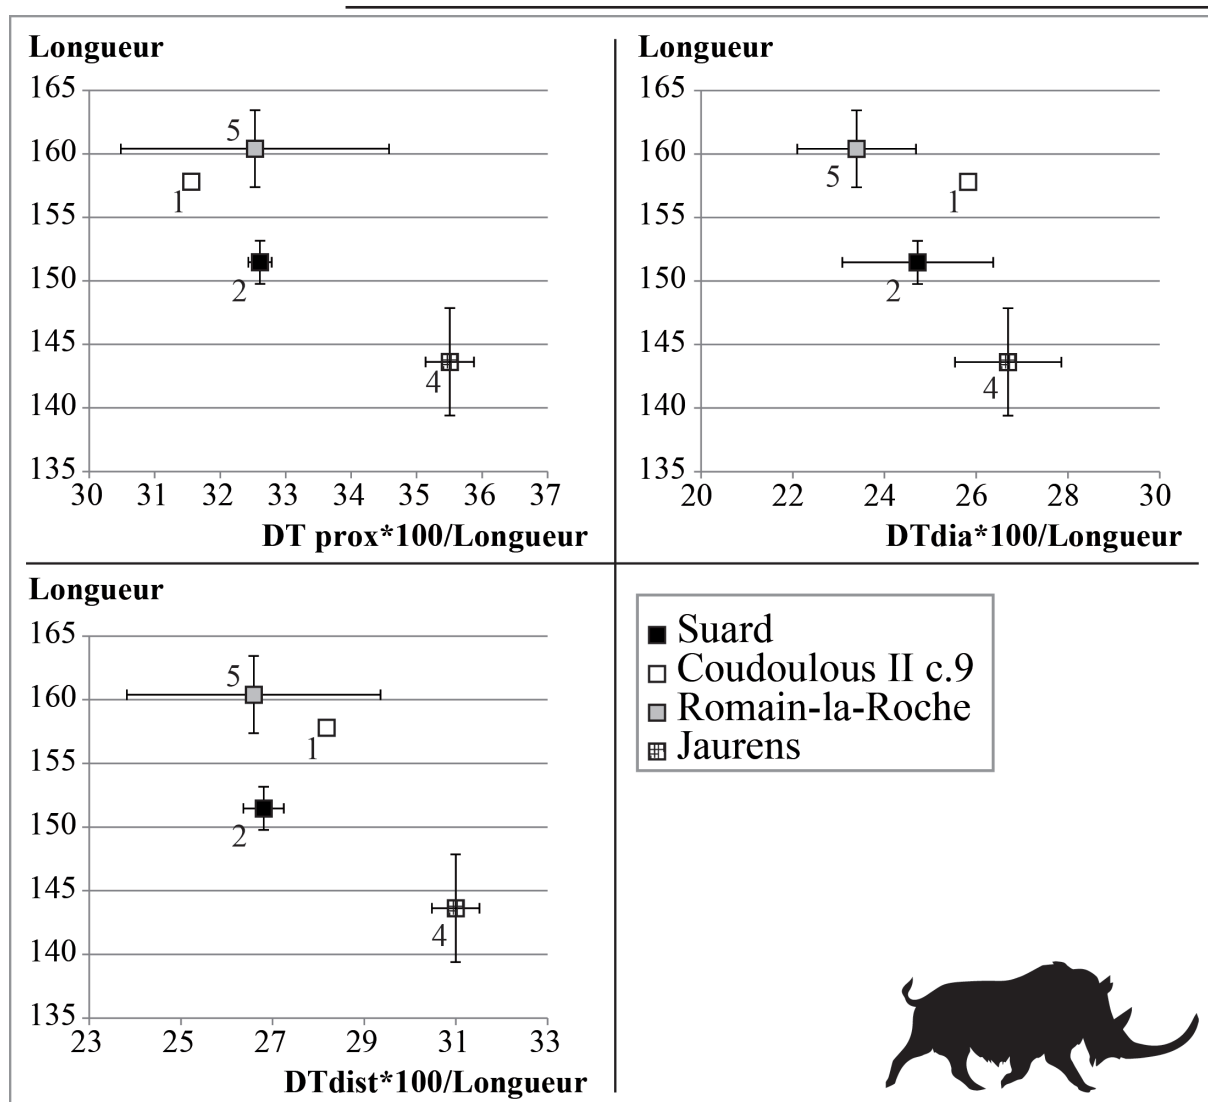 Longueur
165
160
155
150
145
140
135
5
1
2
4
30 31 32 33 34 35 36 37
DT prox*100/Longueur
Longueur
165
160
155
150
145
140
135
5
1
2
4
20 22 24 26 28 30
DTdia*100/Longueur
Longueur
165
160
155
150
145
140
135
5
1
2
4
23 25 27 29 31 33
DTdist*100/Longueur
Suard
Coudoulous II c.9
Romain-la-Roche
Jaurens